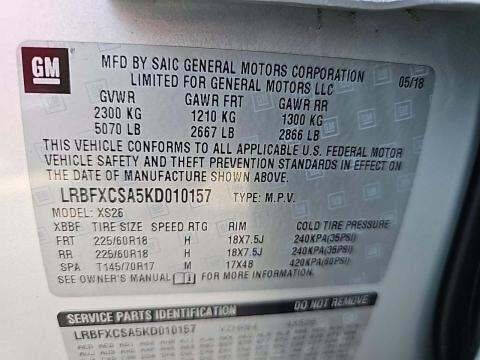 GM
MFD BY SAIC GENERAL MOTORS CORPORATION
LIMITED FOR GENERAL MOTORS LLC
05/18
GVWR GAWR FRT GAWR RR
2300 KG 1210 KG 1300 KG
5070 LB 2667 LB 2866 LB
THIS VEHICLE CONFORMS TO ALL APPLICABLE U.S. FEDERAL MOTOR
VEHICLE SAFETY AND THEFT PREVENTION STANDARDS IN EFFECT ON
THE DATE OF MANUFACTURE SHOWN ABOVE.
LRBFXCSA5KD010157 TYPE: M.P.V.
MODEL: XS26
XBBF TIRE SIZE SPEED RTG RIM COLD TIRE PRESSURE
FRT 225/60R18 H 18X7.5J 240KPA(35PSI)
RR 225/60R18 H 18X7.5J 240KPA(35PSI)
SPA T145/70R17 M 17X4B 420KPA(60PSI)
SEE OWNER'S MANUAL FOR MORE INFORMATION.
SERVICE PARTS IDENTIFICATION DO NOT REMOVE
LRBFXCSA5KD010157